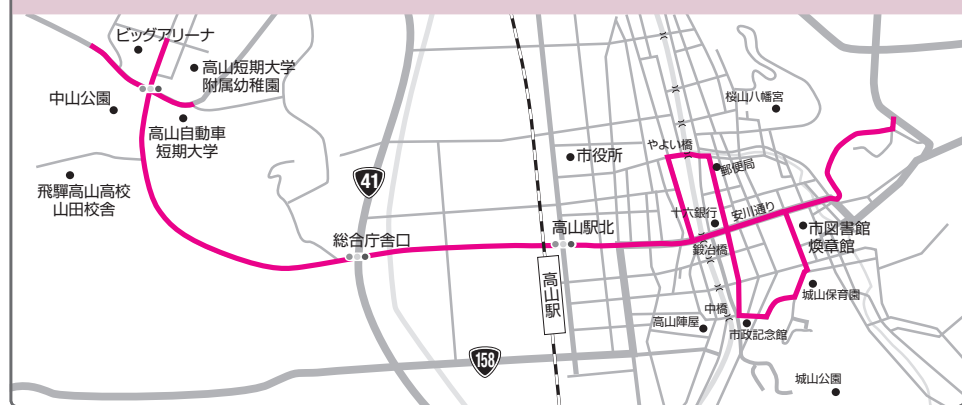 ビッグアリーナ
高山短期大学
附属幼稚園
中山公園
高山自動車
短期大学
飛驒高山高校
山田校舎
41
総合庁舎口
高山駅北
市役所
高山駅
158
やよい橋
郵便局
桜山八幡宮
十六銀行
安川通り
鍛冶橋
市図書館
煥章館
城山保育園
中橋
高山陣屋
市政記念館
城山公園